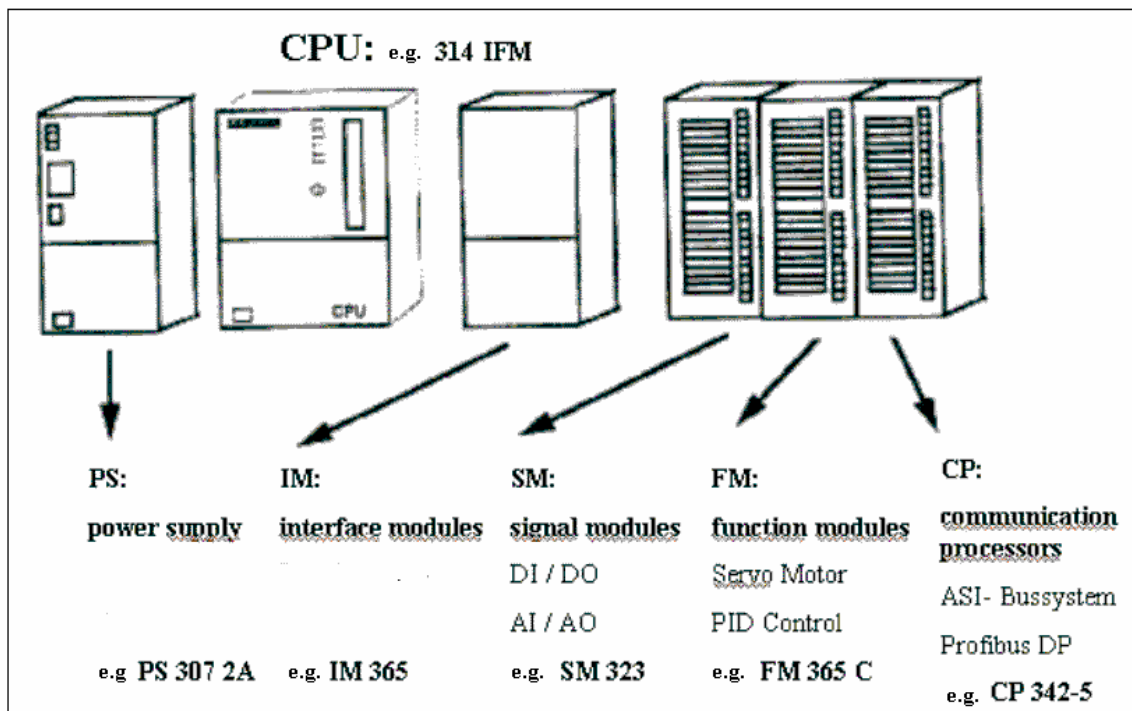 CPU: e.g. 314 IFM
CPU
PS:
power supply
e.g PS 307 2A
IM:
interface modules
e.g. IM 365
SM:
signal modules
DI / DO
AI / AO
e.g. SM 323
FM:
function modules
Servo Motor
PID Control
e.g. FM 365 C
CP:
communication
processors
ASI- Bussystem
Profibus DP
e.g. CP 342-5